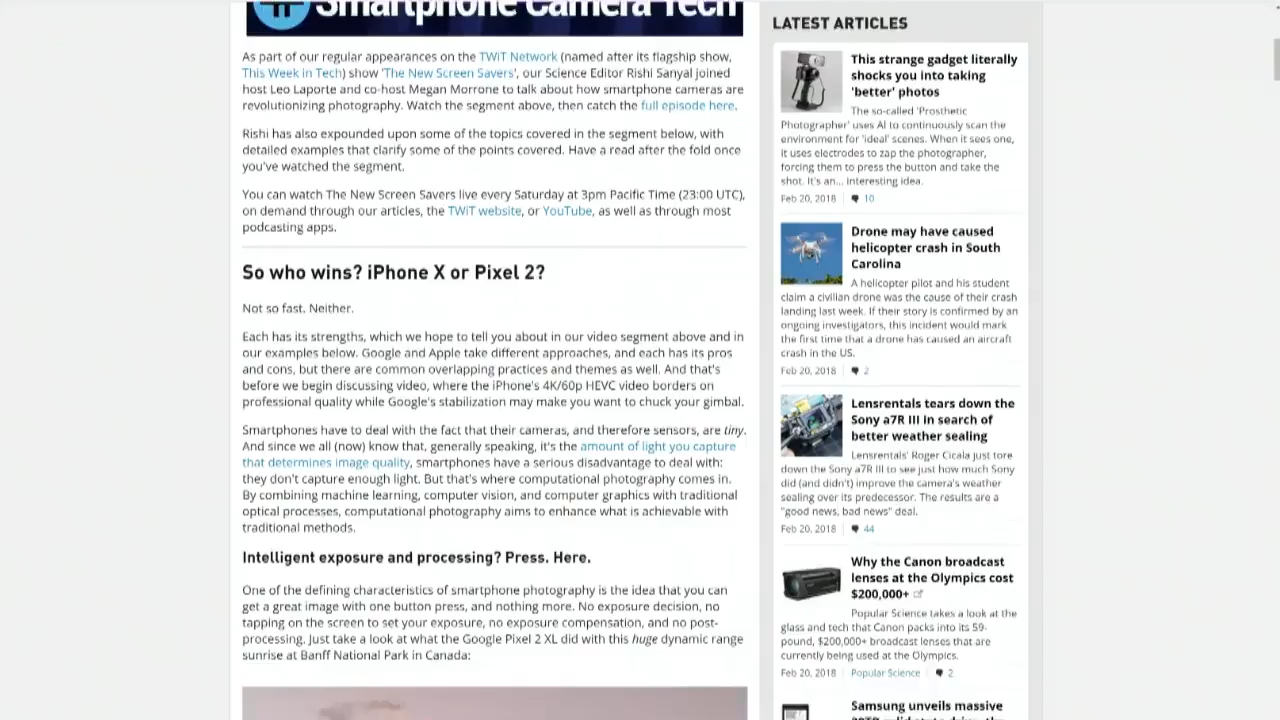 Smartphone Camera Tech
As part of our regular appearances on the TWiT Network (named after its flagship show,
This Week in Tech) show 'The New Screen Savers', our Science Editor Rishi Sanyal joined
host Leo Laporte and co-host Megan Morrone to talk about how smartphone cameras are
revolutionizing photography. Watch the segment above, then catch the full episode here.
Rishi has also expounded upon some of the topics covered in the segment below, with
detailed examples that clarify some of the points covered. Have a read after the fold once
you've watched the segment.
You can watch The New Screen Savers live every Saturday at 3pm Pacific Time (23:00 UTC),
on demand through our articles, the TWiT website, or YouTube, as well as through most
podcasting apps.
So who wins? iPhone X or Pixel 2?
Not so fast. Neither.
Each has its strengths, which we hope to tell you about in our video segment above and in
our examples below. Google and Apple take different approaches, and each has its pros
and cons, but there are common overlapping practices and themes as well. And that's
before we begin discussing video, where the iPhone's 4K/60p HEVC video borders on
professional quality while Google's stabilization may make you want to chuck your gimbal.
Smartphones have to deal with the fact that their cameras, and therefore sensors, are tiny.
And since we all (now) know that, generally speaking, it's the amount of light you capture
that determines image quality, smartphones have a serious disadvantage to deal with:
they don't capture enough light. But that's where computational photography comes in.
By combining machine learning, computer vision, and computer graphics with traditional
optical processes, computational photography aims to enhance what is achievable with
traditional methods.
Intelligent exposure and processing? Press. Here.
One of the defining characteristics of smartphone photography is the idea that you can
get a great image with one button press, and nothing more. No exposure decision, no
tapping on the screen to set your exposure, no exposure compensation, and no post-
processing. Just take a look at what the Google Pixel 2 XL did with this huge dynamic range
sunrise at Banff National Park in Canada:
LATEST ARTICLES
This strange gadget literally
shocks you into taking
'better' photos
The so-called 'Prosthetic
Photographer' uses AI to continuously scan the
environment for 'ideal' scenes. When it sees one,
it uses electrodes to zap the photographer,
forcing them to press the button and take the
shot. It's an... interesting idea.
Feb 20, 2018 10
Drone may have caused
helicopter crash in South
Carolina
A helicopter pilot and his student
claim a civilian drone was the cause of their crash
landing last week. If their story is confirmed by an
ongoing investigators, this incident would mark
the first time that a drone has caused an aircraft
crash in the US.
Feb 20, 2018 2
Lensrentals tears down the
Sony a7R III in search of
better weather sealing
Lensrentals' Roger Cicala just tore
down the Sony a7R III to see just how much Sony
did (and didn't) improve the camera's weather
sealing over its predecessor. The results are a
"good news, bad news" deal.
Feb 20, 2018 44
Why the Canon broadcast
lenses at the Olympics cost
$200,000+
Popular Science takes a look at the
glass and tech that Canon packs into its 59-
pound, $200,000+ broadcast lenses that are
currently being used at the Olympics.
Feb 20, 2018 Popular Science 2
Samsung unveils massive